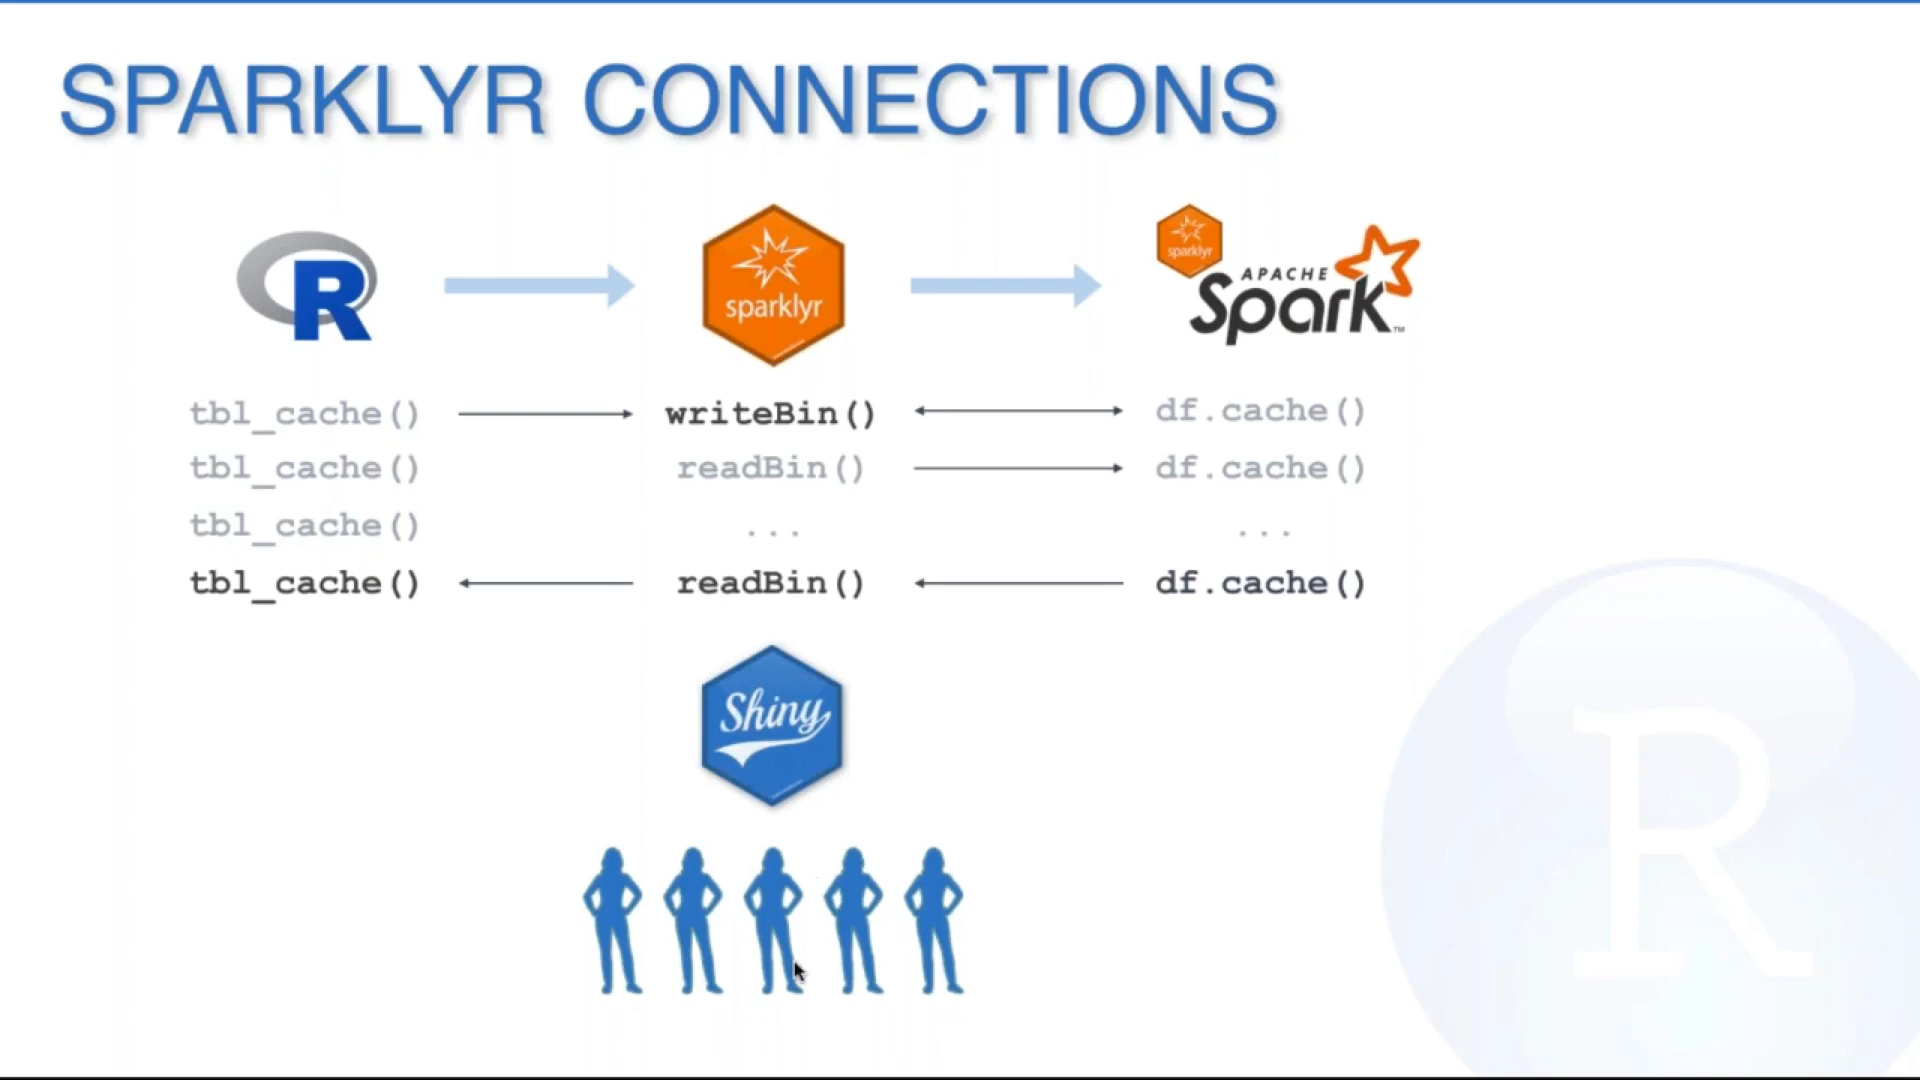 SPARKLYR CONNECTIONS
R
sparklyr
sparklyr
APACHE
Spark™
tbl_cache() writeBin() df.cache()
tbl_cache() readBin() df.cache()
tbl_cache() ... ...
tbl_cache() readBin() df.cache()
Shiny
R